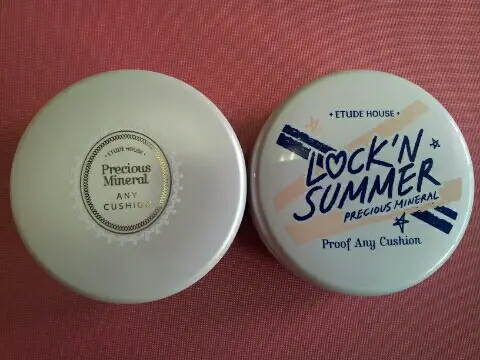 • ETUDE HOUSE •
Precious
Mineral
ANY
CUSHION
• ETUDE HOUSE •
LOCK'N
SUMMER
PRECIOUS MINERAL
Proof Any Cushion